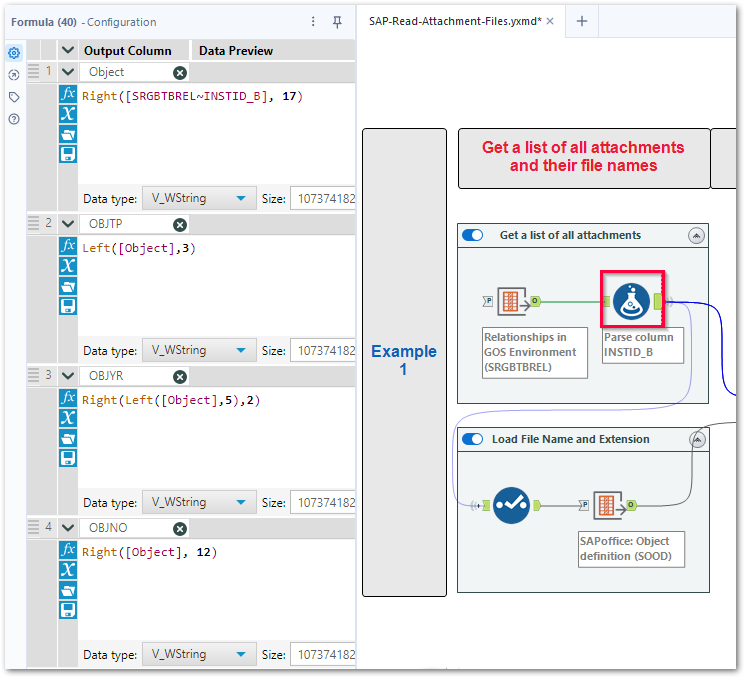 Formula (40) - Configuration
Output Column
Data Preview
1
Object
Right([SRGBTBREL~INSTID_B], 17)
Data type:
V_WString
Size:
107374182
2
OBJTP
Left([Object],3)
Data type:
V_WString
Size:
107374182
3
OBJYR
Right(Left([Object],5),2)
Data type:
V_WString
Size:
107374182
4
OBJNO
Right([Object], 12)
Data type:
V_WString
Size:
107374182
SAP-Read-Attachment-Files.yxmd*
Example
1
Get a list of all attachments
and their file names
Get a list of all attachments
P
O
Relationships in
GOS Environment
(SRGBTBREL)
Parse column
INSTID_B
Load File Name and Extension
P
O
SAPoffice: Object
definition (SOOD)